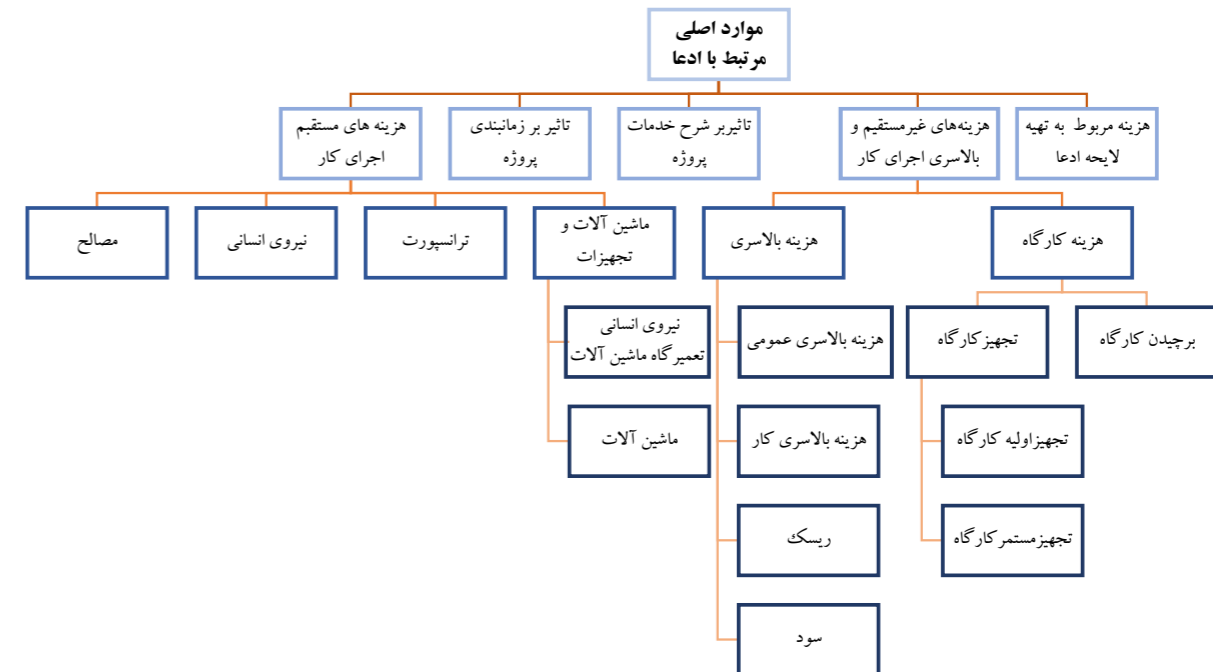 موارد اصلی
مرتبط با ادعا
هزینه مربوط به تهیه
لایحه ادعا
هزینه‌های غیرمستقیم و
بالاسری اجرای کار
تاثیربر شرح خدمات
پروژه
تاثیر بر زمانبندی
پروژه
هزینه های مستقیم
اجرای کار
هزینه کارگاه
هزینه بالاسری
ماشین آلات و
تجهیزات
ترانسپورت
نیروی انسانی
مصالح
برچیدن کارگاه
تجهیزکارگاه
هزینه بالاسری عمومی
نیروی انسانی
تعمیرگاه ماشین آلات
تجهیزاولیه کارگاه
هزینه بالاسری کار
ماشین آلات
تجهیزمستمرکارگاه
ریسک
سود